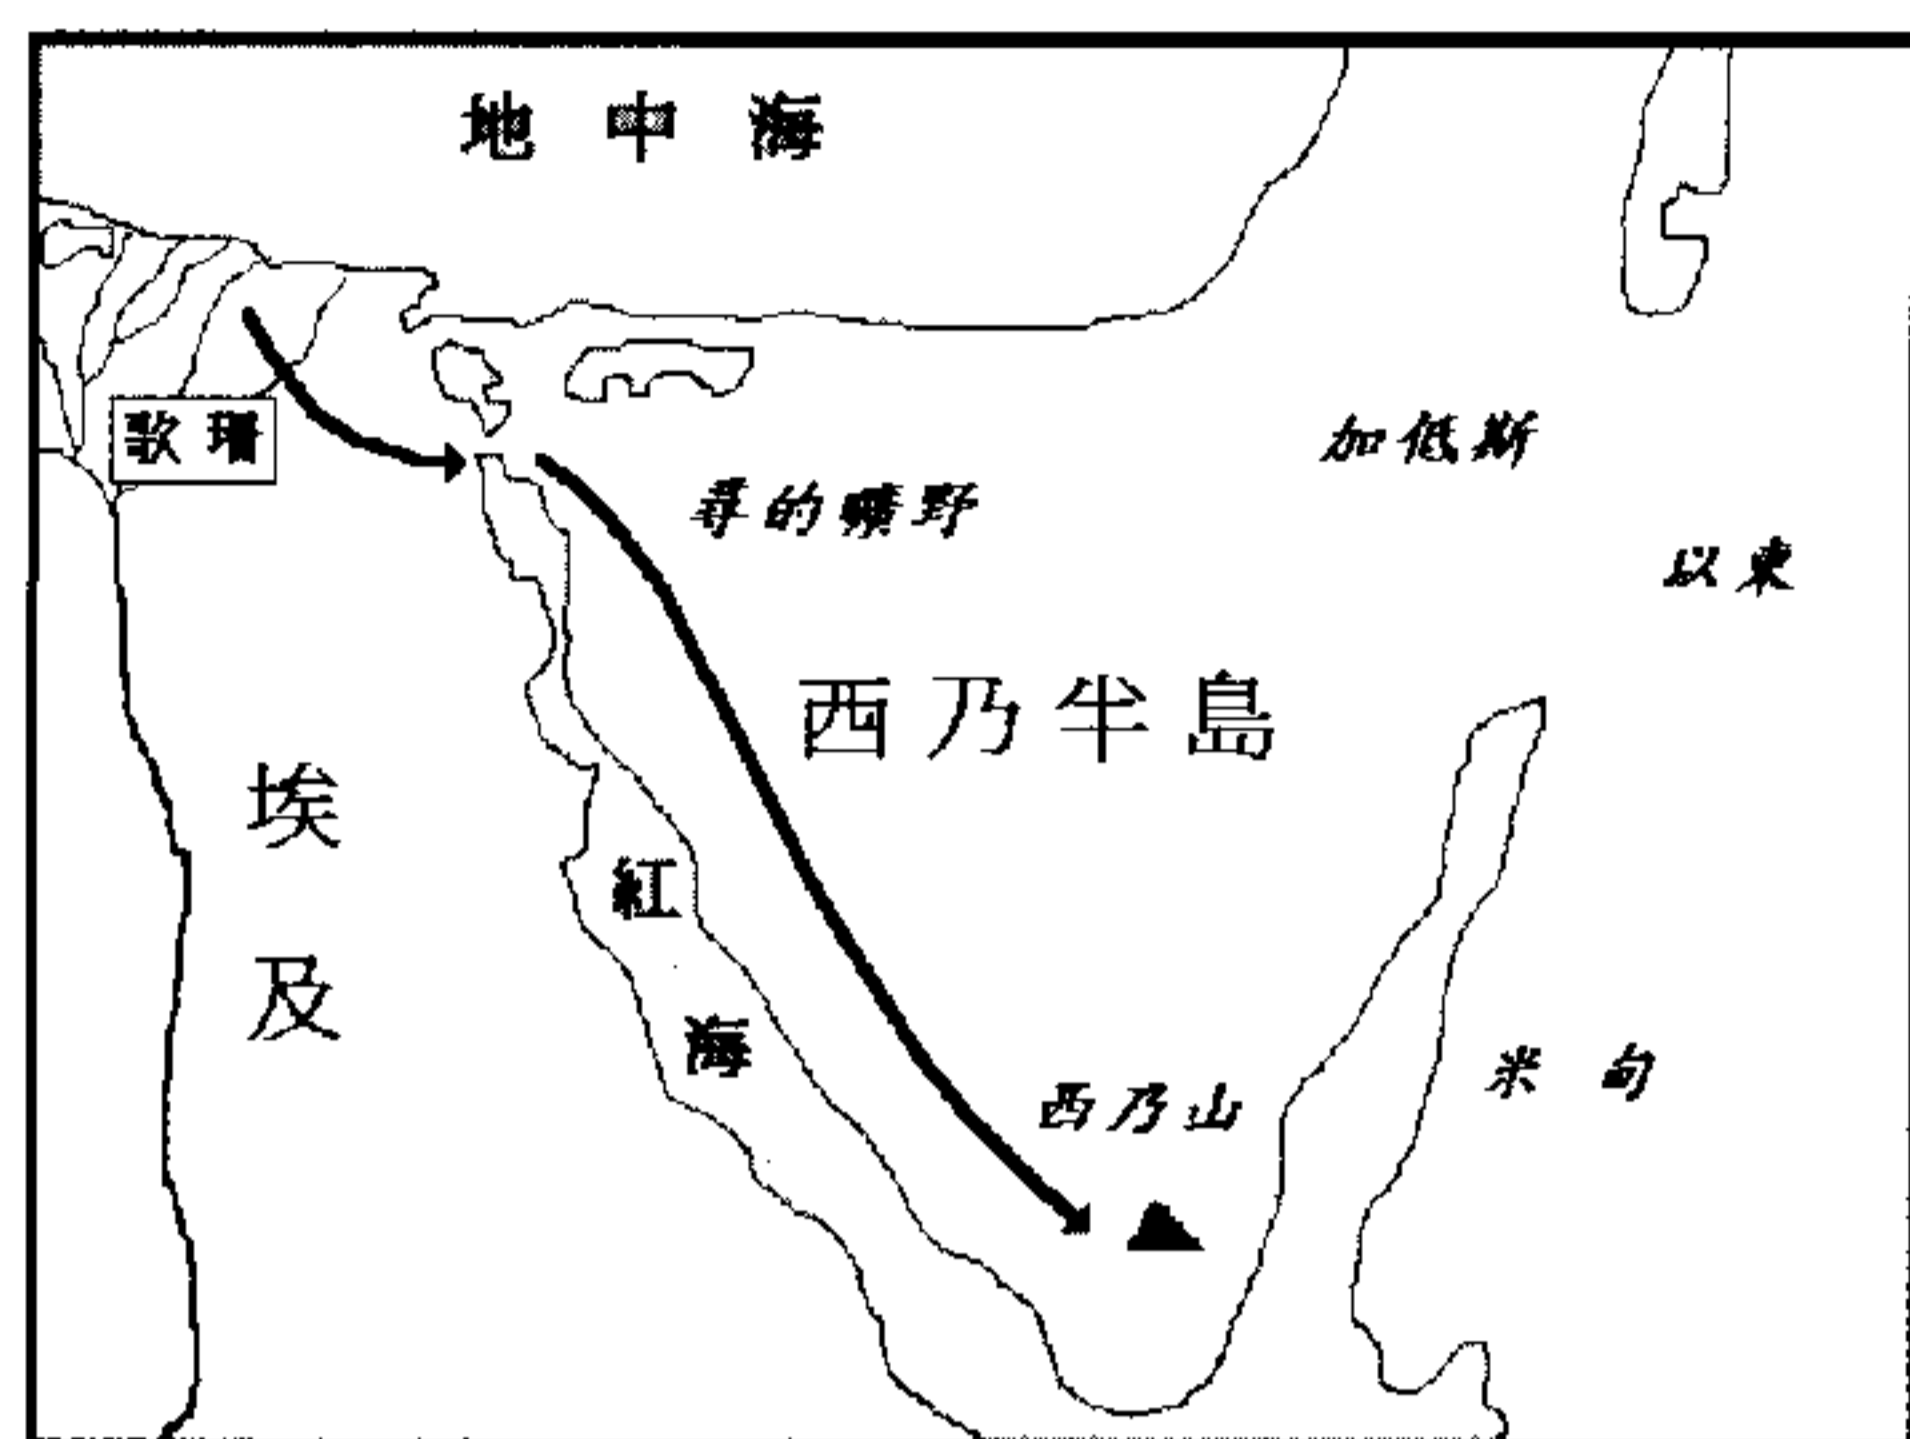 地中海
歌珊
加低斯
尋的曠野
以東
西乃半島
埃及
紅海
西乃山
米甸